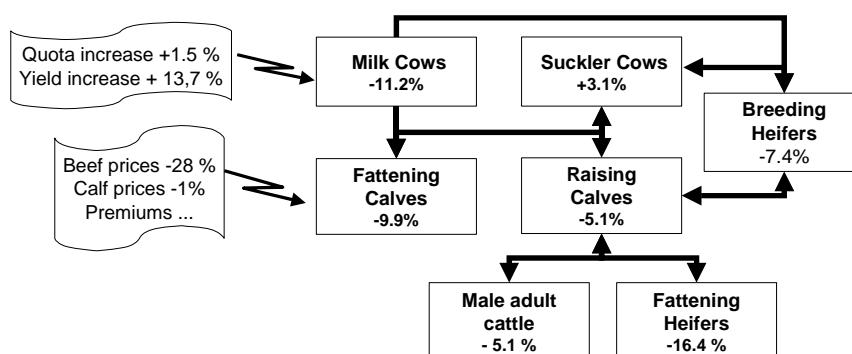 Quota increase +1.5 %
Yield increase + 13,7 %
Milk Cows
-11.2%
Suckler Cows
+3.1%
Breeding
Heifers
-7.4%
Beef prices -28 %
Calf prices -1%
Premiums ...
Fattening
Calves
-9.9%
Raising
Calves
-5.1%
Male adult
cattle
- 5.1 %
Fattening
Heifers
-16.4 %